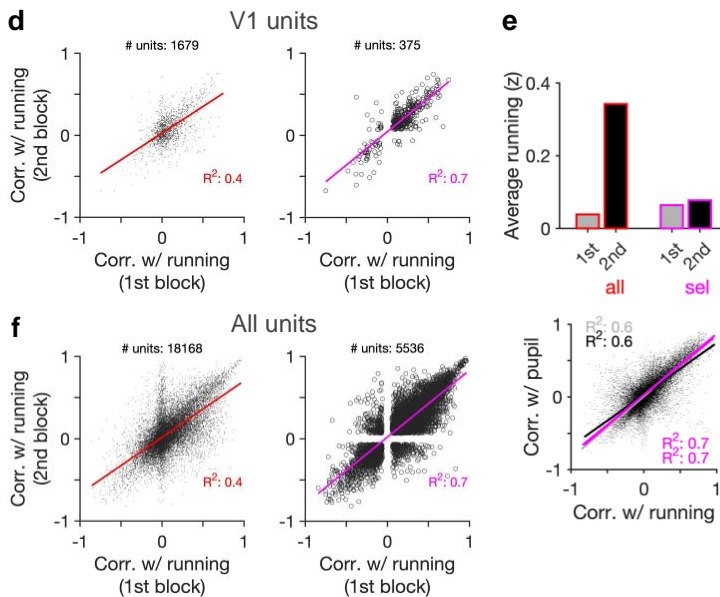 d
V1 units
# units: 1679
1
0
-1
Corr. w/ running
(2nd block)
R²: 0.4
-1
0
1
Corr. w/ running
(1st block)
# units: 375
1
0
-1
R²: 0.7
-1
0
1
Corr. w/ running
(1st block)
e
Average running (z)
0.4
0.2
0
1st
2nd
all
1st
2nd
sel
f
All units
# units: 18168
1
0
-1
Corr. w/ running
(2nd block)
R²: 0.4
-1
0
1
Corr. w/ running
(1st block)
# units: 5536
1
0
-1
R²: 0.7
-1
0
1
Corr. w/ running
(1st block)
Corr. w/ pupil
1
0
-1
R²: 0.6
R²: 0.6
R²: 0.7
R²: 0.7
-1
0
1
Corr. w/ running